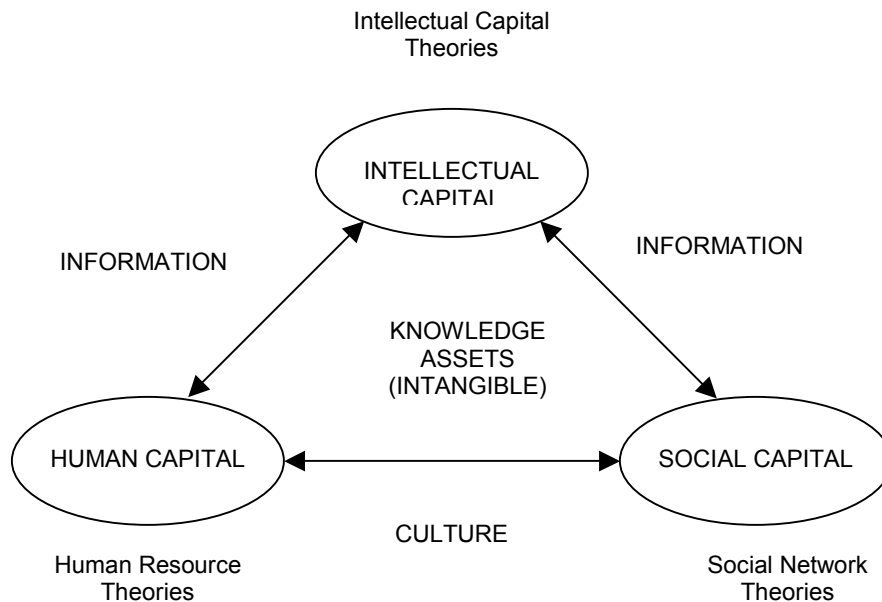 Intellectual Capital
Theories
INTELLECTUAL
CAPITAL
INFORMATION
INFORMATION
KNOWLEDGE
ASSETS
(INTANGIBLE)
HUMAN CAPITAL
SOCIAL CAPITAL
CULTURE
Human Resource
Theories
Social Network
Theories